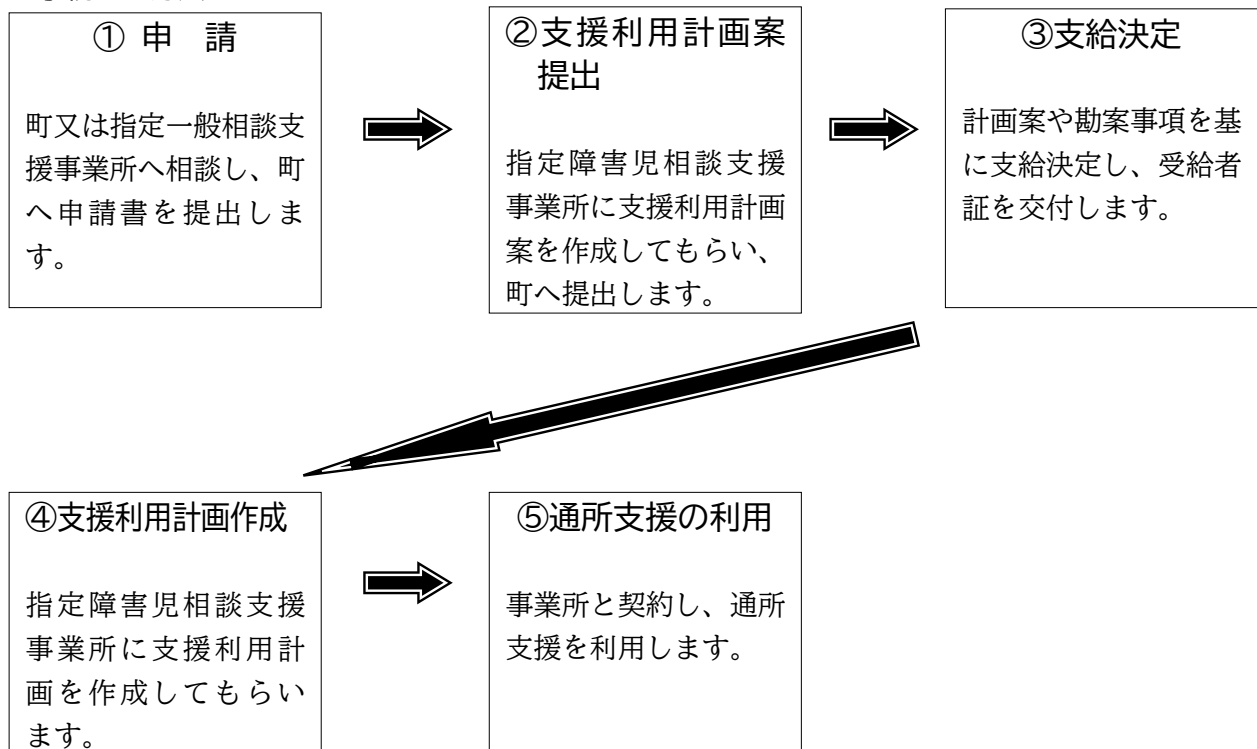 ① 申　請
町又は指定一般相談支
援事業所へ相談し、町
へ申請書を提出しま
す。
②支援利用計画案
提出
指定障害児相談支援
事業所に支援利用計画
案を作成してもらい、
町へ提出します。
③支給決定
計画案や勘案事項を基
に支給決定し、受給者
証を交付します。
④支援利用計画作成
指定障害児相談支援
事業所に支援利用計
画を作成してもらい
ます。
⑤通所支援の利用
事業所と契約し、通所
支援を利用します。